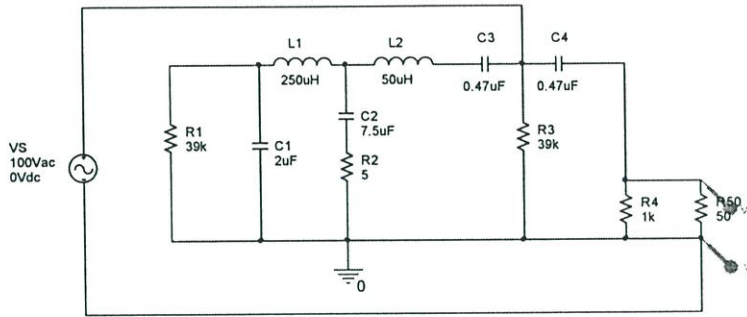 L1
250uH
L2
50uH
C3
0.47uF
C4
0.47uF
VS
100Vac
0Vdc
R1
39k
C1
2uF
C2
7.5uF
R2
5
R3
39k
R4
1k
R50
50
0